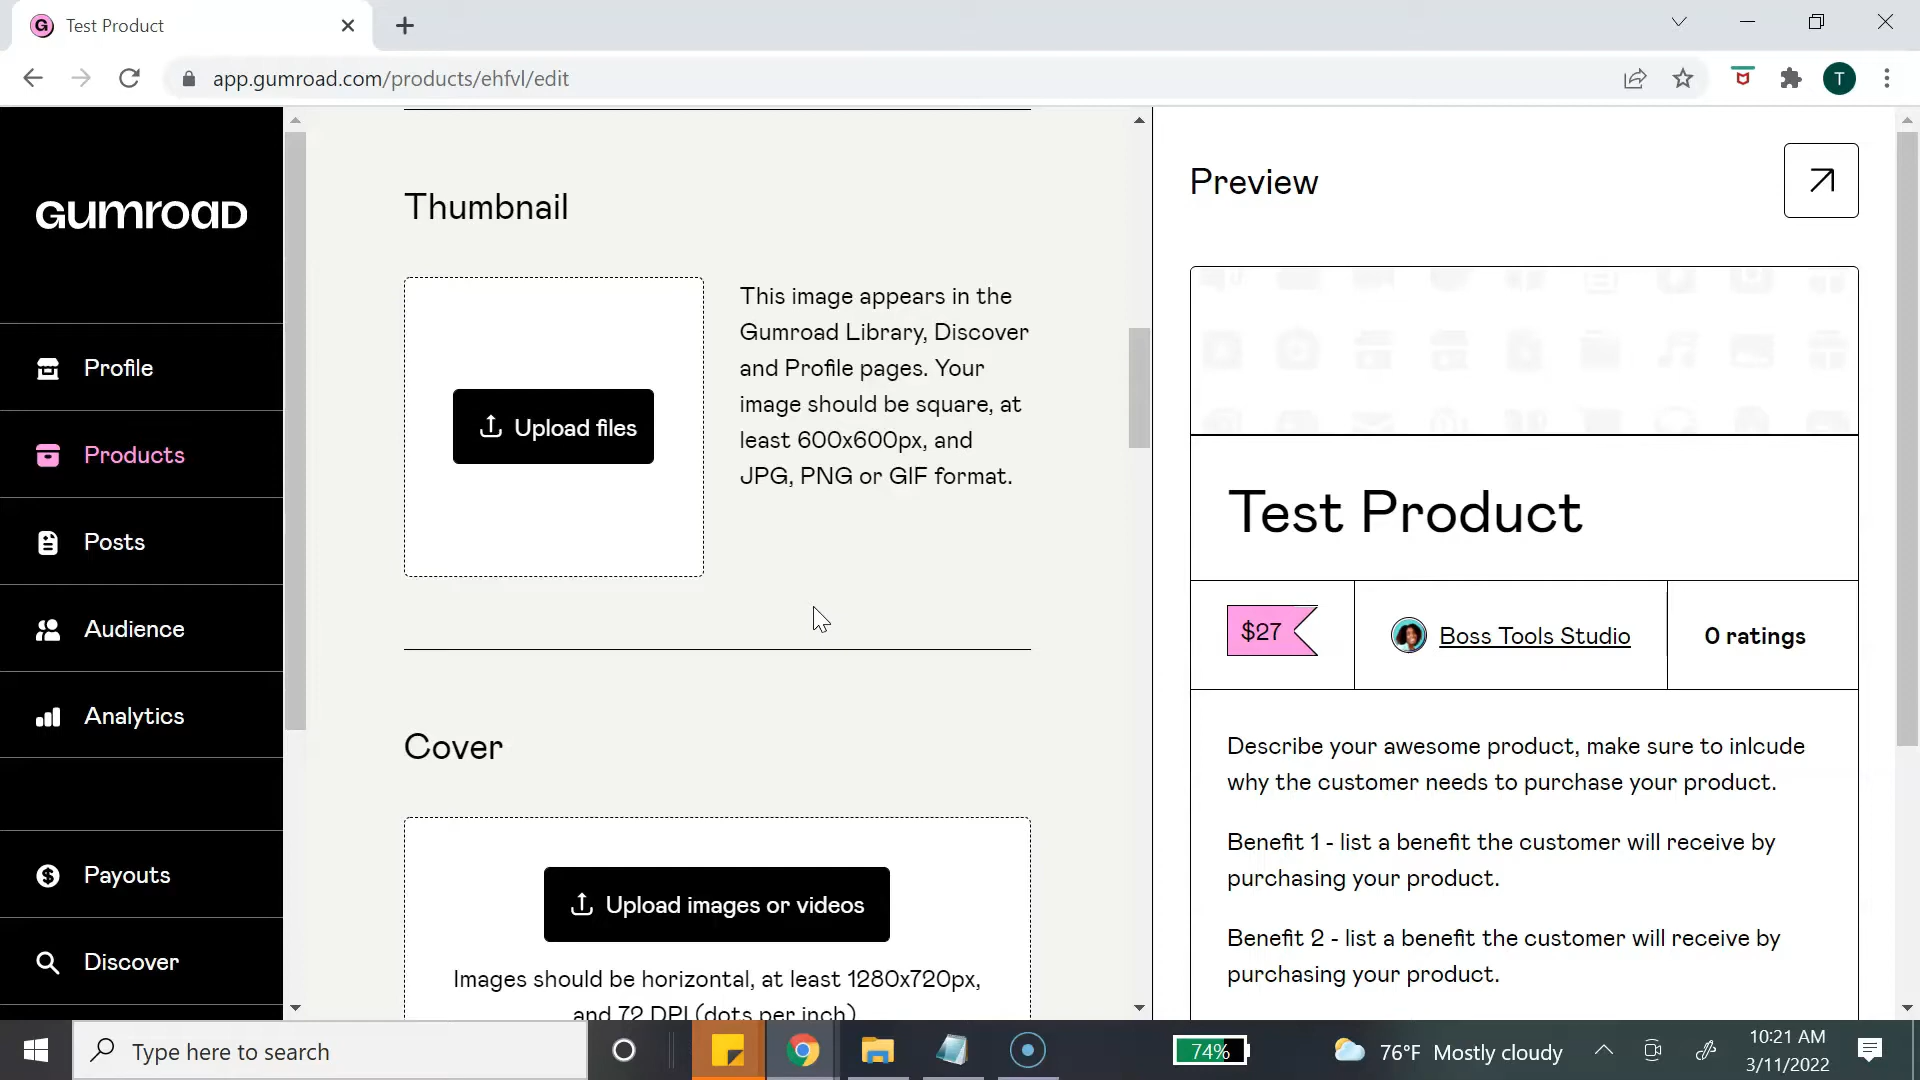 Test Product
app.gumroad.com/products/ehfvl/edit
T
GUMROAD
Profile
Products
Posts
Audience
Analytics
Payouts
Discover
Thumbnail
Upload files
This image appears in the
Gumroad Library, Discover
and Profile pages. Your
image should be square, at
least 600x600px, and
JPG, PNG or GIF format.
Cover
Upload images or videos
Images should be horizontal, at least 1280x720px,
and 72 DPI (dots per inch)
Preview
Test Product
$27
Boss Tools Studio
0 ratings
Describe your awesome product, make sure to inlcude
why the customer needs to purchase your product.
Benefit 1 - list a benefit the customer will receive by
purchasing your product.
Benefit 2 - list a benefit the customer will receive by
purchasing your product.
Type here to search
74%
76°F Mostly cloudy
10:21 AM
3/11/2022